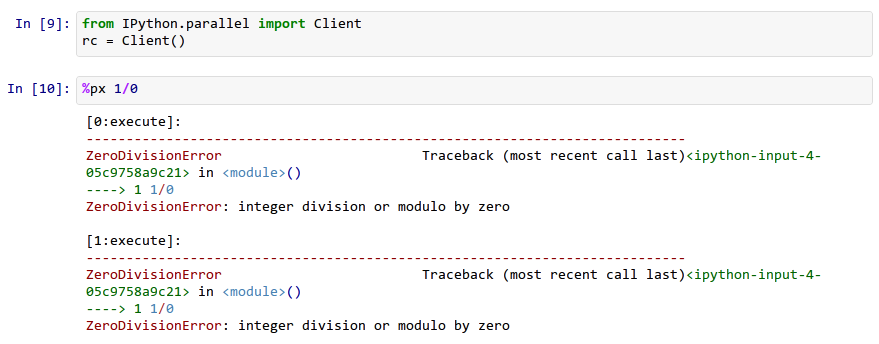 In [9]: from IPython.parallel import Client
rc = Client()
In [10]: %px 1/0
[0:execute]:
---------------------------------------------------------------------------
ZeroDivisionError                         Traceback (most recent call last)<ipython-input-4-
05c9758a9c21> in <module>()
----> 1 1/0
ZeroDivisionError: integer division or modulo by zero
[1:execute]:
---------------------------------------------------------------------------
ZeroDivisionError                         Traceback (most recent call last)<ipython-input-4-
05c9758a9c21> in <module>()
----> 1 1/0
ZeroDivisionError: integer division or modulo by zero